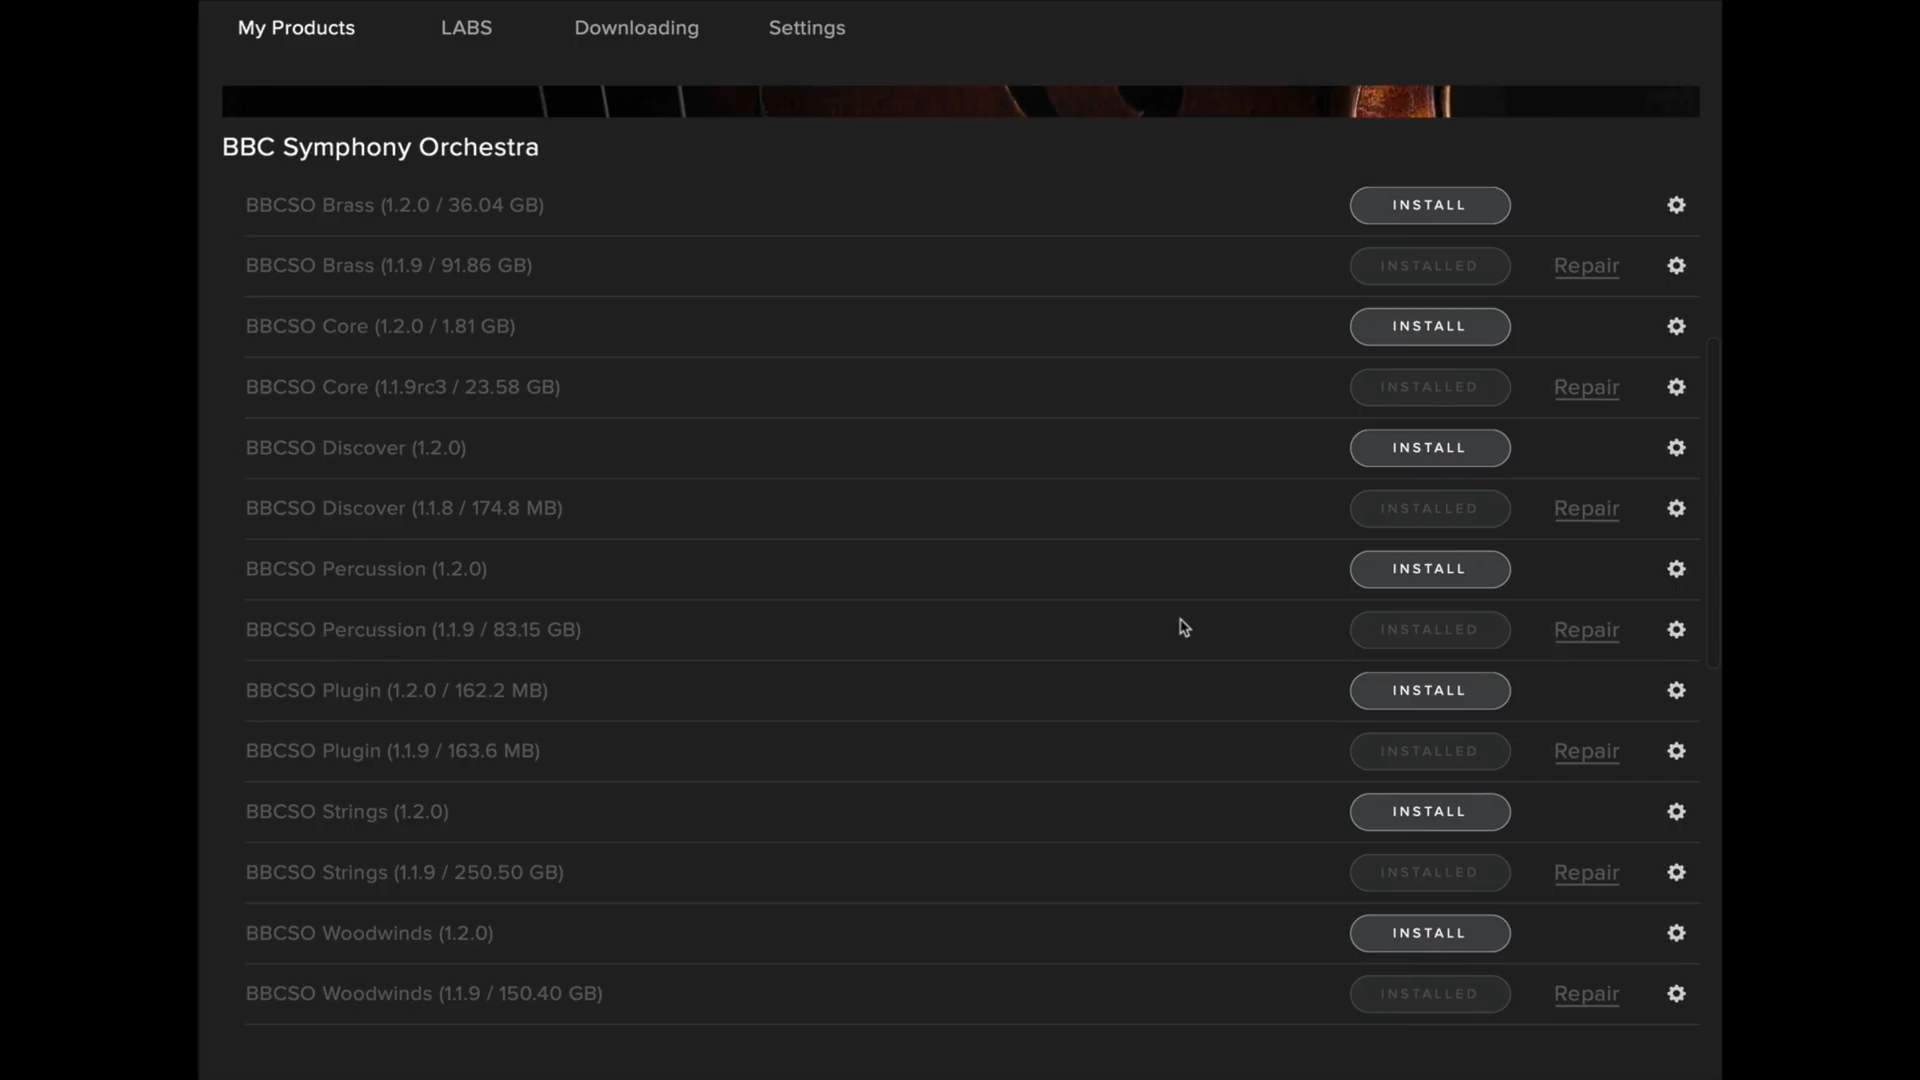 My Products LABS Downloading Settings
BBC Symphony Orchestra
BBCSO Brass (1.2.0 / 36.04 GB) INSTALL
BBCSO Brass (1.1.9 / 91.86 GB) INSTALLED Repair
BBCSO Core (1.2.0 / 1.81 GB) INSTALL
BBCSO Core (1.1.9rc3 / 23.58 GB) INSTALLED Repair
BBCSO Discover (1.2.0) INSTALL
BBCSO Discover (1.1.8 / 174.8 MB) INSTALLED Repair
BBCSO Percussion (1.2.0) INSTALL
BBCSO Percussion (1.1.9 / 83.15 GB) INSTALLED Repair
BBCSO Plugin (1.2.0 / 162.2 MB) INSTALL
BBCSO Plugin (1.1.9 / 163.6 MB) INSTALLED Repair
BBCSO Strings (1.2.0) INSTALL
BBCSO Strings (1.1.9 / 250.50 GB) INSTALLED Repair
BBCSO Woodwinds (1.2.0) INSTALL
BBCSO Woodwinds (1.1.9 / 150.40 GB) INSTALLED Repair